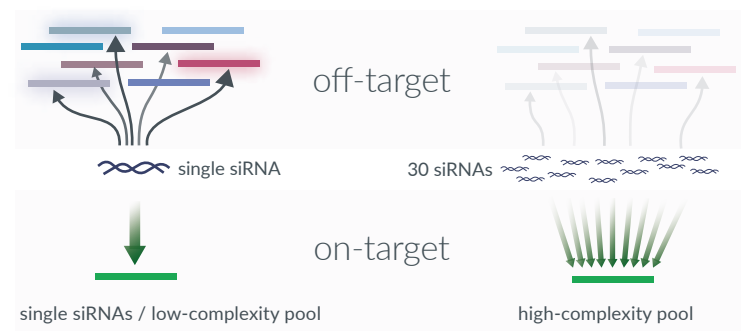 off-target
single siRNA
30 siRNAs
on-target
single siRNAs / low-complexity pool
high-complexity pool